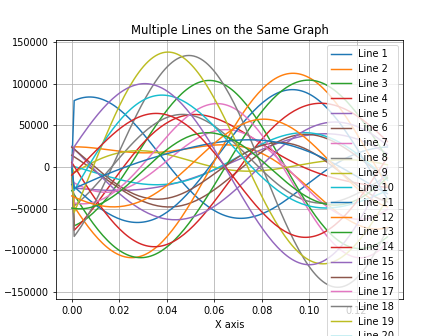 Multiple Lines on the Same Graph
150000
100000
50000
0
−50000
−100000
−150000
0.00
0.02
0.04
0.06
0.08
0.10
X axis
Line 1
Line 2
Line 3
Line 4
Line 5
Line 6
Line 7
Line 8
Line 9
Line 10
Line 11
Line 12
Line 13
Line 14
Line 15
Line 16
Line 17
Line 18
Line 19
Line 20